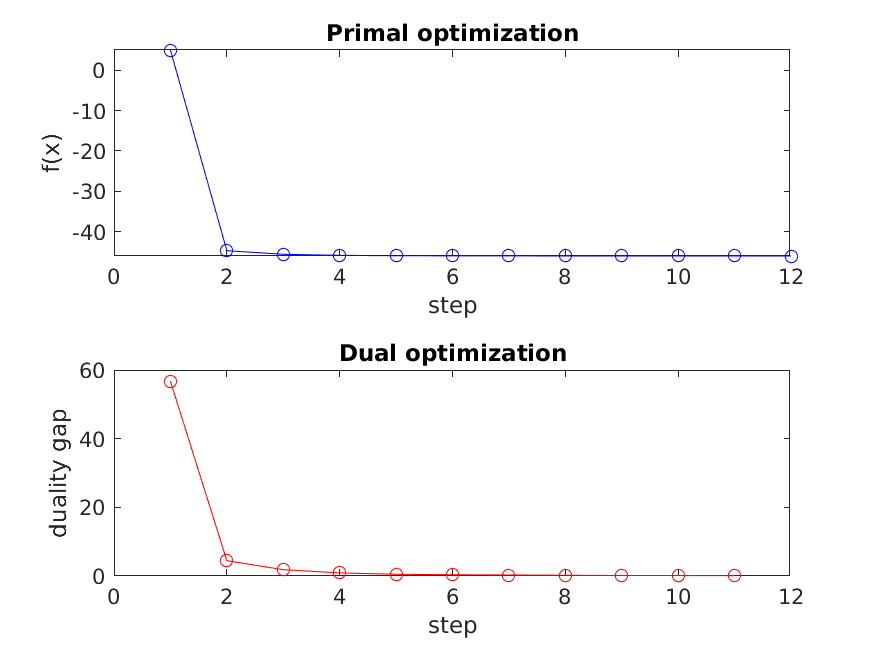 Primal optimization
0
-10
-20
-30
-40
f(x)
0 2 4 6 8 10 12
step
Dual optimization
60
40
20
0
duality gap
0 2 4 6 8 10 12
step